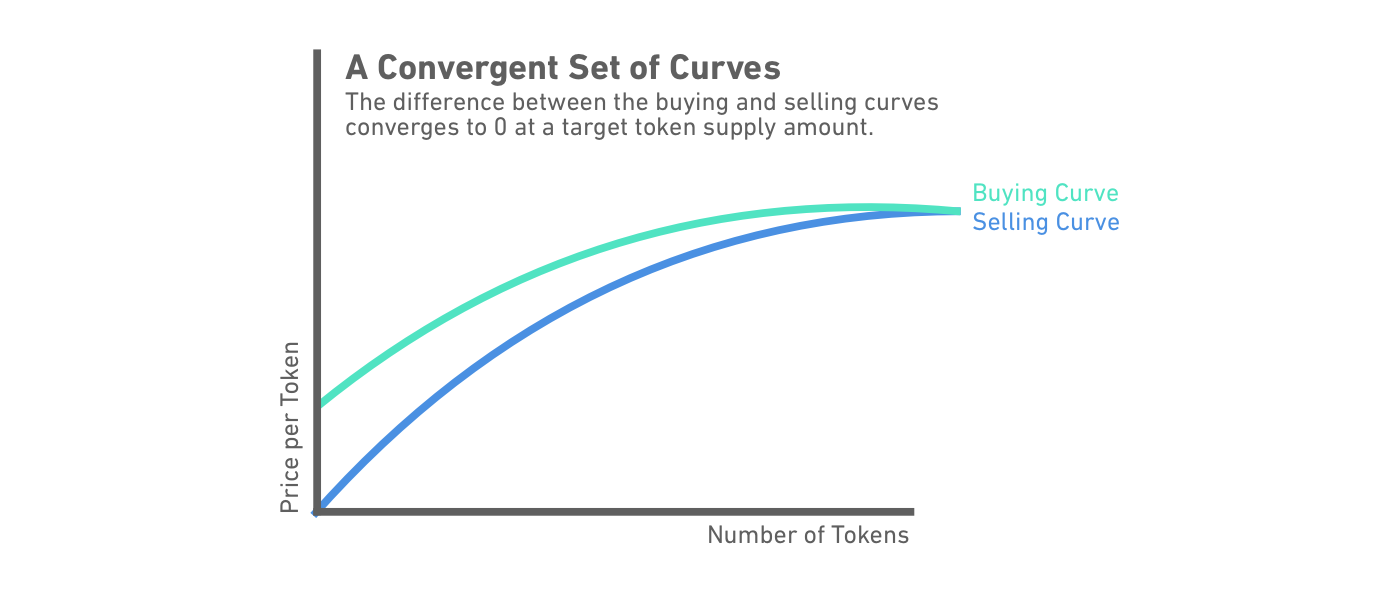 A Convergent Set of Curves
The difference between the buying and selling curves
converges to 0 at a target token supply amount.
Buying Curve
Selling Curve
Price per Token
Number of Tokens